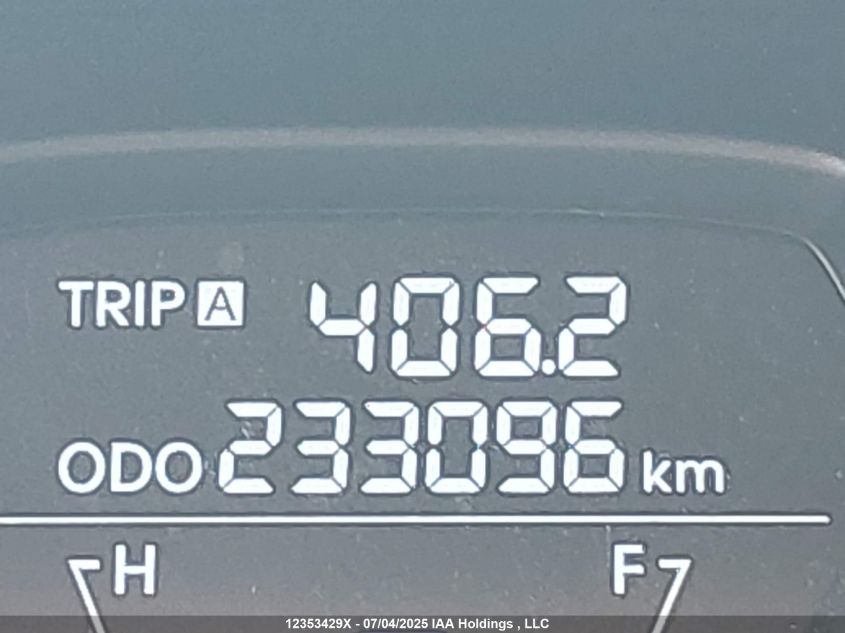 TRIP A 406.2
ODO 233096 km
H F
12353429X - 07/04/2025 IAA Holdings , LLC